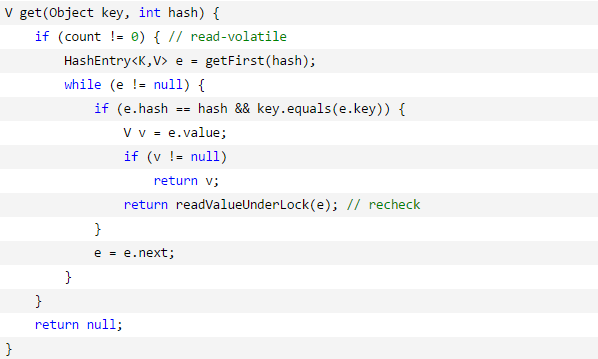 V get(Object key, int hash) {
    if (count != 0) { // read-volatile
        HashEntry<K,V> e = getFirst(hash);
        while (e != null) {
            if (e.hash == hash && key.equals(e.key)) {
                V v = e.value;
                if (v != null)
                    return v;
                return readValueUnderLock(e); // recheck
            }
            e = e.next;
        }
    }
    return null;
}